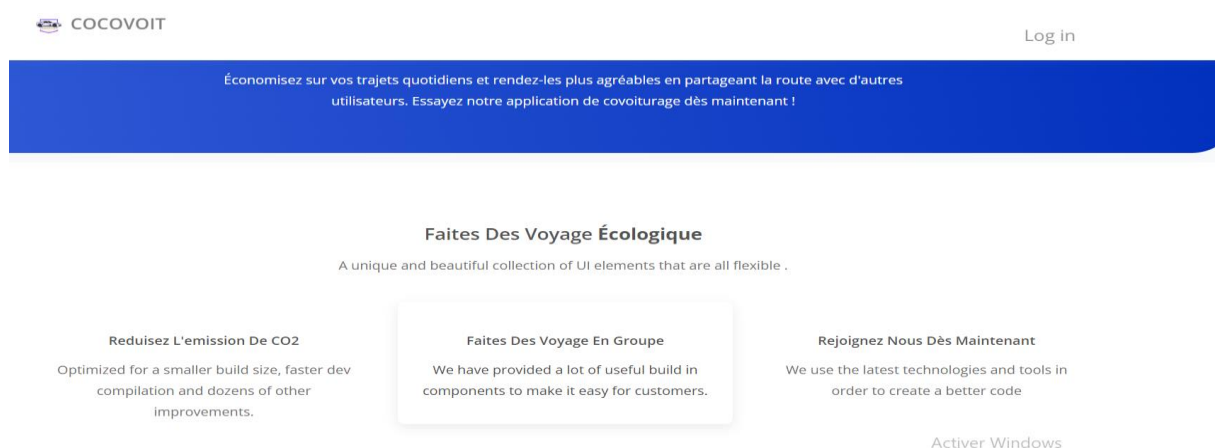 COCOVOIT
Log in
Économisez sur vos trajets quotidiens et rendez-les plus agréables en partageant la route avec d'autres
utilisateurs. Essayez notre application de covoiturage dès maintenant !
Faites Des Voyage Écologique
A unique and beautiful collection of UI elements that are all flexible .
Reduisez L'emission De CO2
Optimized for a smaller build size, faster dev
compilation and dozens of other
improvements.
Faites Des Voyage En Groupe
We have provided a lot of useful build in
components to make it easy for customers.
Rejoignez Nous Dès Maintenant
We use the latest technologies and tools in
order to create a better code
Activer Windows